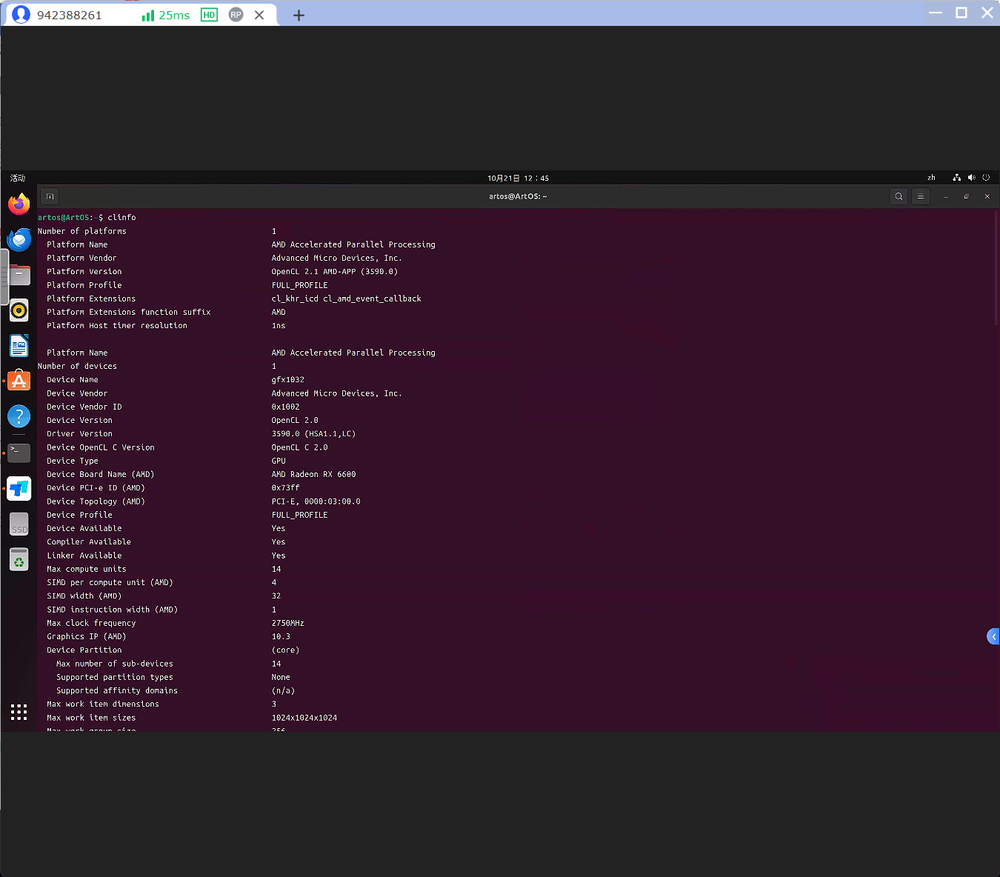 942388261 25ms HD RP
活动 10月21日 12：45 zh
artos@ArtOS: ~
artos@ArtOS:~$ clinfo
Number of platforms 1
Platform Name AMD Accelerated Parallel Processing
Platform Vendor Advanced Micro Devices, Inc.
Platform Version OpenCL 2.1 AMD-APP (3590.0)
Platform Profile FULL_PROFILE
Platform Extensions cl_khr_icd cl_amd_event_callback
Platform Extensions function suffix AMD
Platform Host timer resolution 1ns
Platform Name AMD Accelerated Parallel Processing
Number of devices 1
Device Name gfx1032
Device Vendor Advanced Micro Devices, Inc.
Device Vendor ID 0x1002
Device Version OpenCL 2.0
Driver Version 3590.0 (HSA1.1,LC)
Device OpenCL C Version OpenCL C 2.0
Device Type GPU
Device Board Name (AMD) AMD Radeon RX 6600
Device PCI-e ID (AMD) 0x73ff
Device Topology (AMD) PCI-E, 0000:03:00.0
Device Profile FULL_PROFILE
Device Available Yes
Compiler Available Yes
Linker Available Yes
Max compute units 14
SIMD per compute unit (AMD) 4
SIMD width (AMD) 32
SIMD instruction width (AMD) 1
Max clock frequency 2750MHz
Graphics IP (AMD) 10.3
Device Partition (core)
Max number of sub-devices 14
Supported partition types None
Supported affinity domains (n/a)
Max work item dimensions 3
Max work item sizes 1024x1024x1024
Max work group size 256
SSD